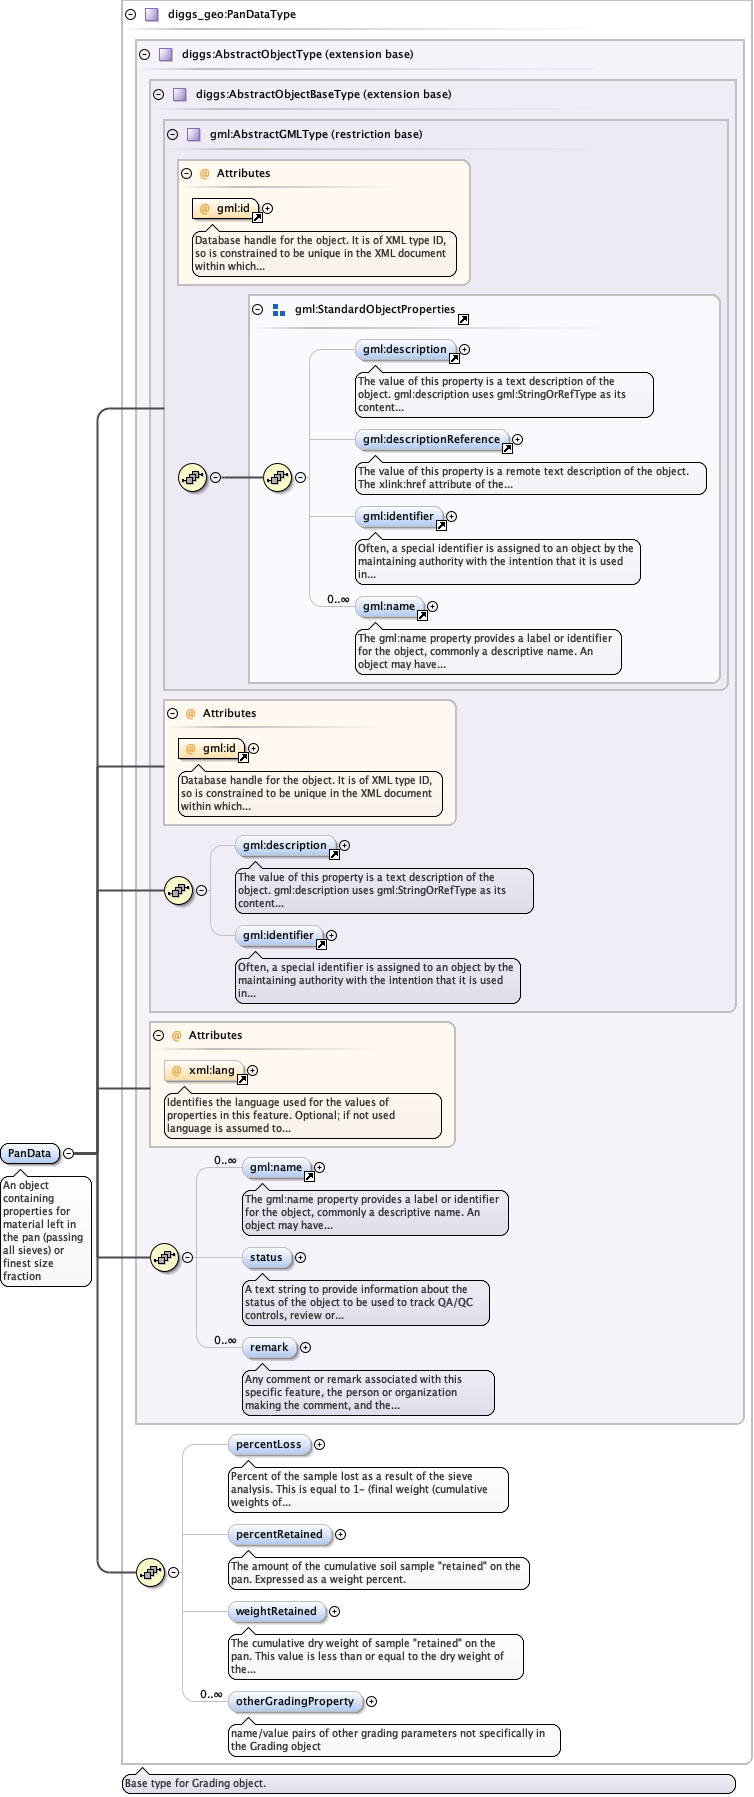 diggs_geo:PanDataType
diggs:AbstractObjectType (extension base)
diggs:AbstractObjectBaseType (extension base)
gml:AbstractGMLType (restriction base)
@ Attributes
@ gml:id
Database handle for the object. It is of XML type ID,
so is constrained to be unique in the XML document
within which...
gml:StandardObjectProperties
gml:description
The value of this property is a text description of the
object. gml:description uses gml:StringOrRefType as its
content...
gml:descriptionReference
The value of this property is a remote text description of the object.
The xlink:href attribute of the...
gml:identifier
Often, a special identifier is assigned to an object by the
maintaining authority with the intention that it is used
in...
0..∞
gml:name
The gml:name property provides a label or identifier
for the object, commonly a descriptive name. An
object may have...
@ Attributes
@ gml:id
Database handle for the object. It is of XML type ID,
so is constrained to be unique in the XML document
within which...
gml:description
The value of this property is a text description of the
object. gml:description uses gml:StringOrRefType as its
content...
gml:identifier
Often, a special identifier is assigned to an object by the
maintaining authority with the intention that it is used
in...
@ Attributes
@ xml:lang
Identifies the language used for the values of
properties in this feature. Optional; if not used
language is assumed to...
PanData
An object
containing
properties for
material left in
the pan (passing
all sieves) or
finest size
fraction
0..∞
gml:name
The gml:name property provides a label or identifier
for the object, commonly a descriptive name. An
object may have...
status
A text string to provide information about the
status of the object to be used to track QA/QC
controls, review or...
0..∞
remark
Any comment or remark associated with this
specific feature, the person or organization
making the comment, and the...
percentLoss
Percent of the sample lost as a result of the sieve
analysis. This is equal to 1- (final weight (cumulative
weights of...
percentRetained
The amount of the cumulative soil sample "retained" on the
pan. Expressed as a weight percent.
weightRetained
The cumulative dry weight of sample "retained" on the
pan. This value is less than or equal to the dry weight of
the...
0..∞
otherGradingProperty
name/value pairs of other grading parameters not specifically in
the Grading object
Base type for Grading object.